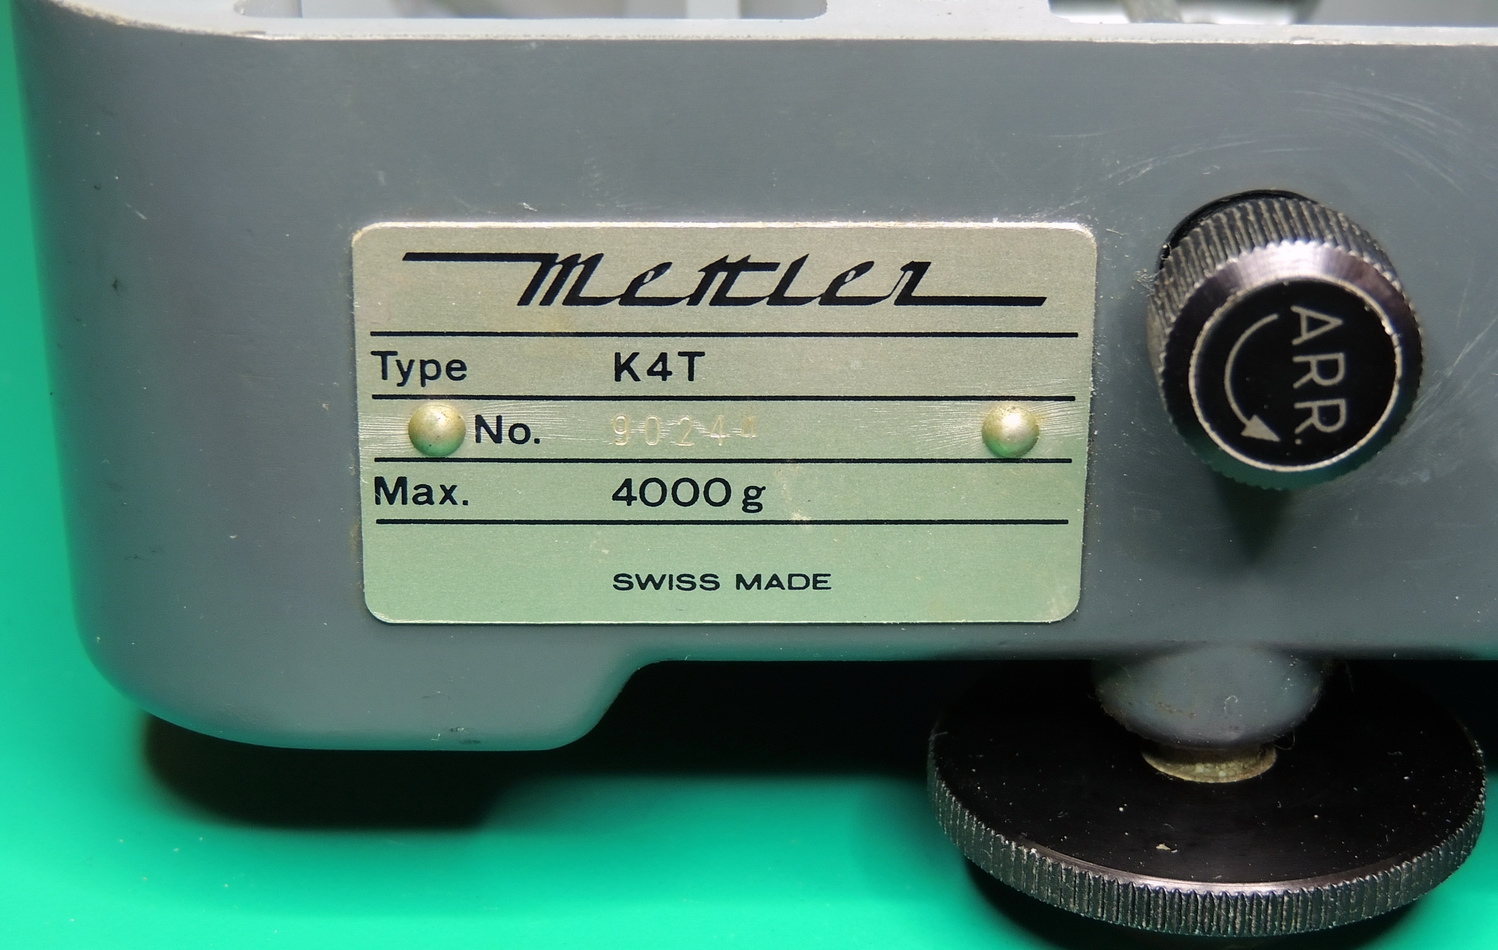 Mettler
Type K4T
No. 90244
Max. 4000 g
SWISS MADE
ARR.